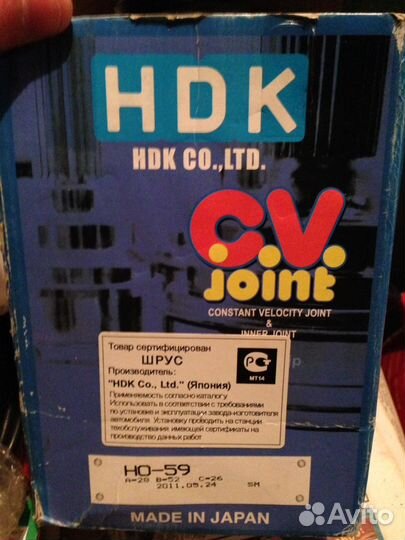 HDK
HDK CO.,LTD.
C.V.
Joint
CONSTANT VELOCITY JOINT
&
INNER JOINT
Товар сертифицирован
ШРУС
Производитель:
"HDK Co., Ltd." (Япония)
Применяемость согласно каталогу
Использовать в соответствии с требованиями
по установке и эксплуатации завода-изготовителя
автомобиля. Установку проводить на станции
техобслуживания имеющей сертификаты на
производство данных работ
РСТ
МТ14
HO-59
A=28 B=52 C=26
2011.05.24 SM
MADE IN JAPAN
Avito